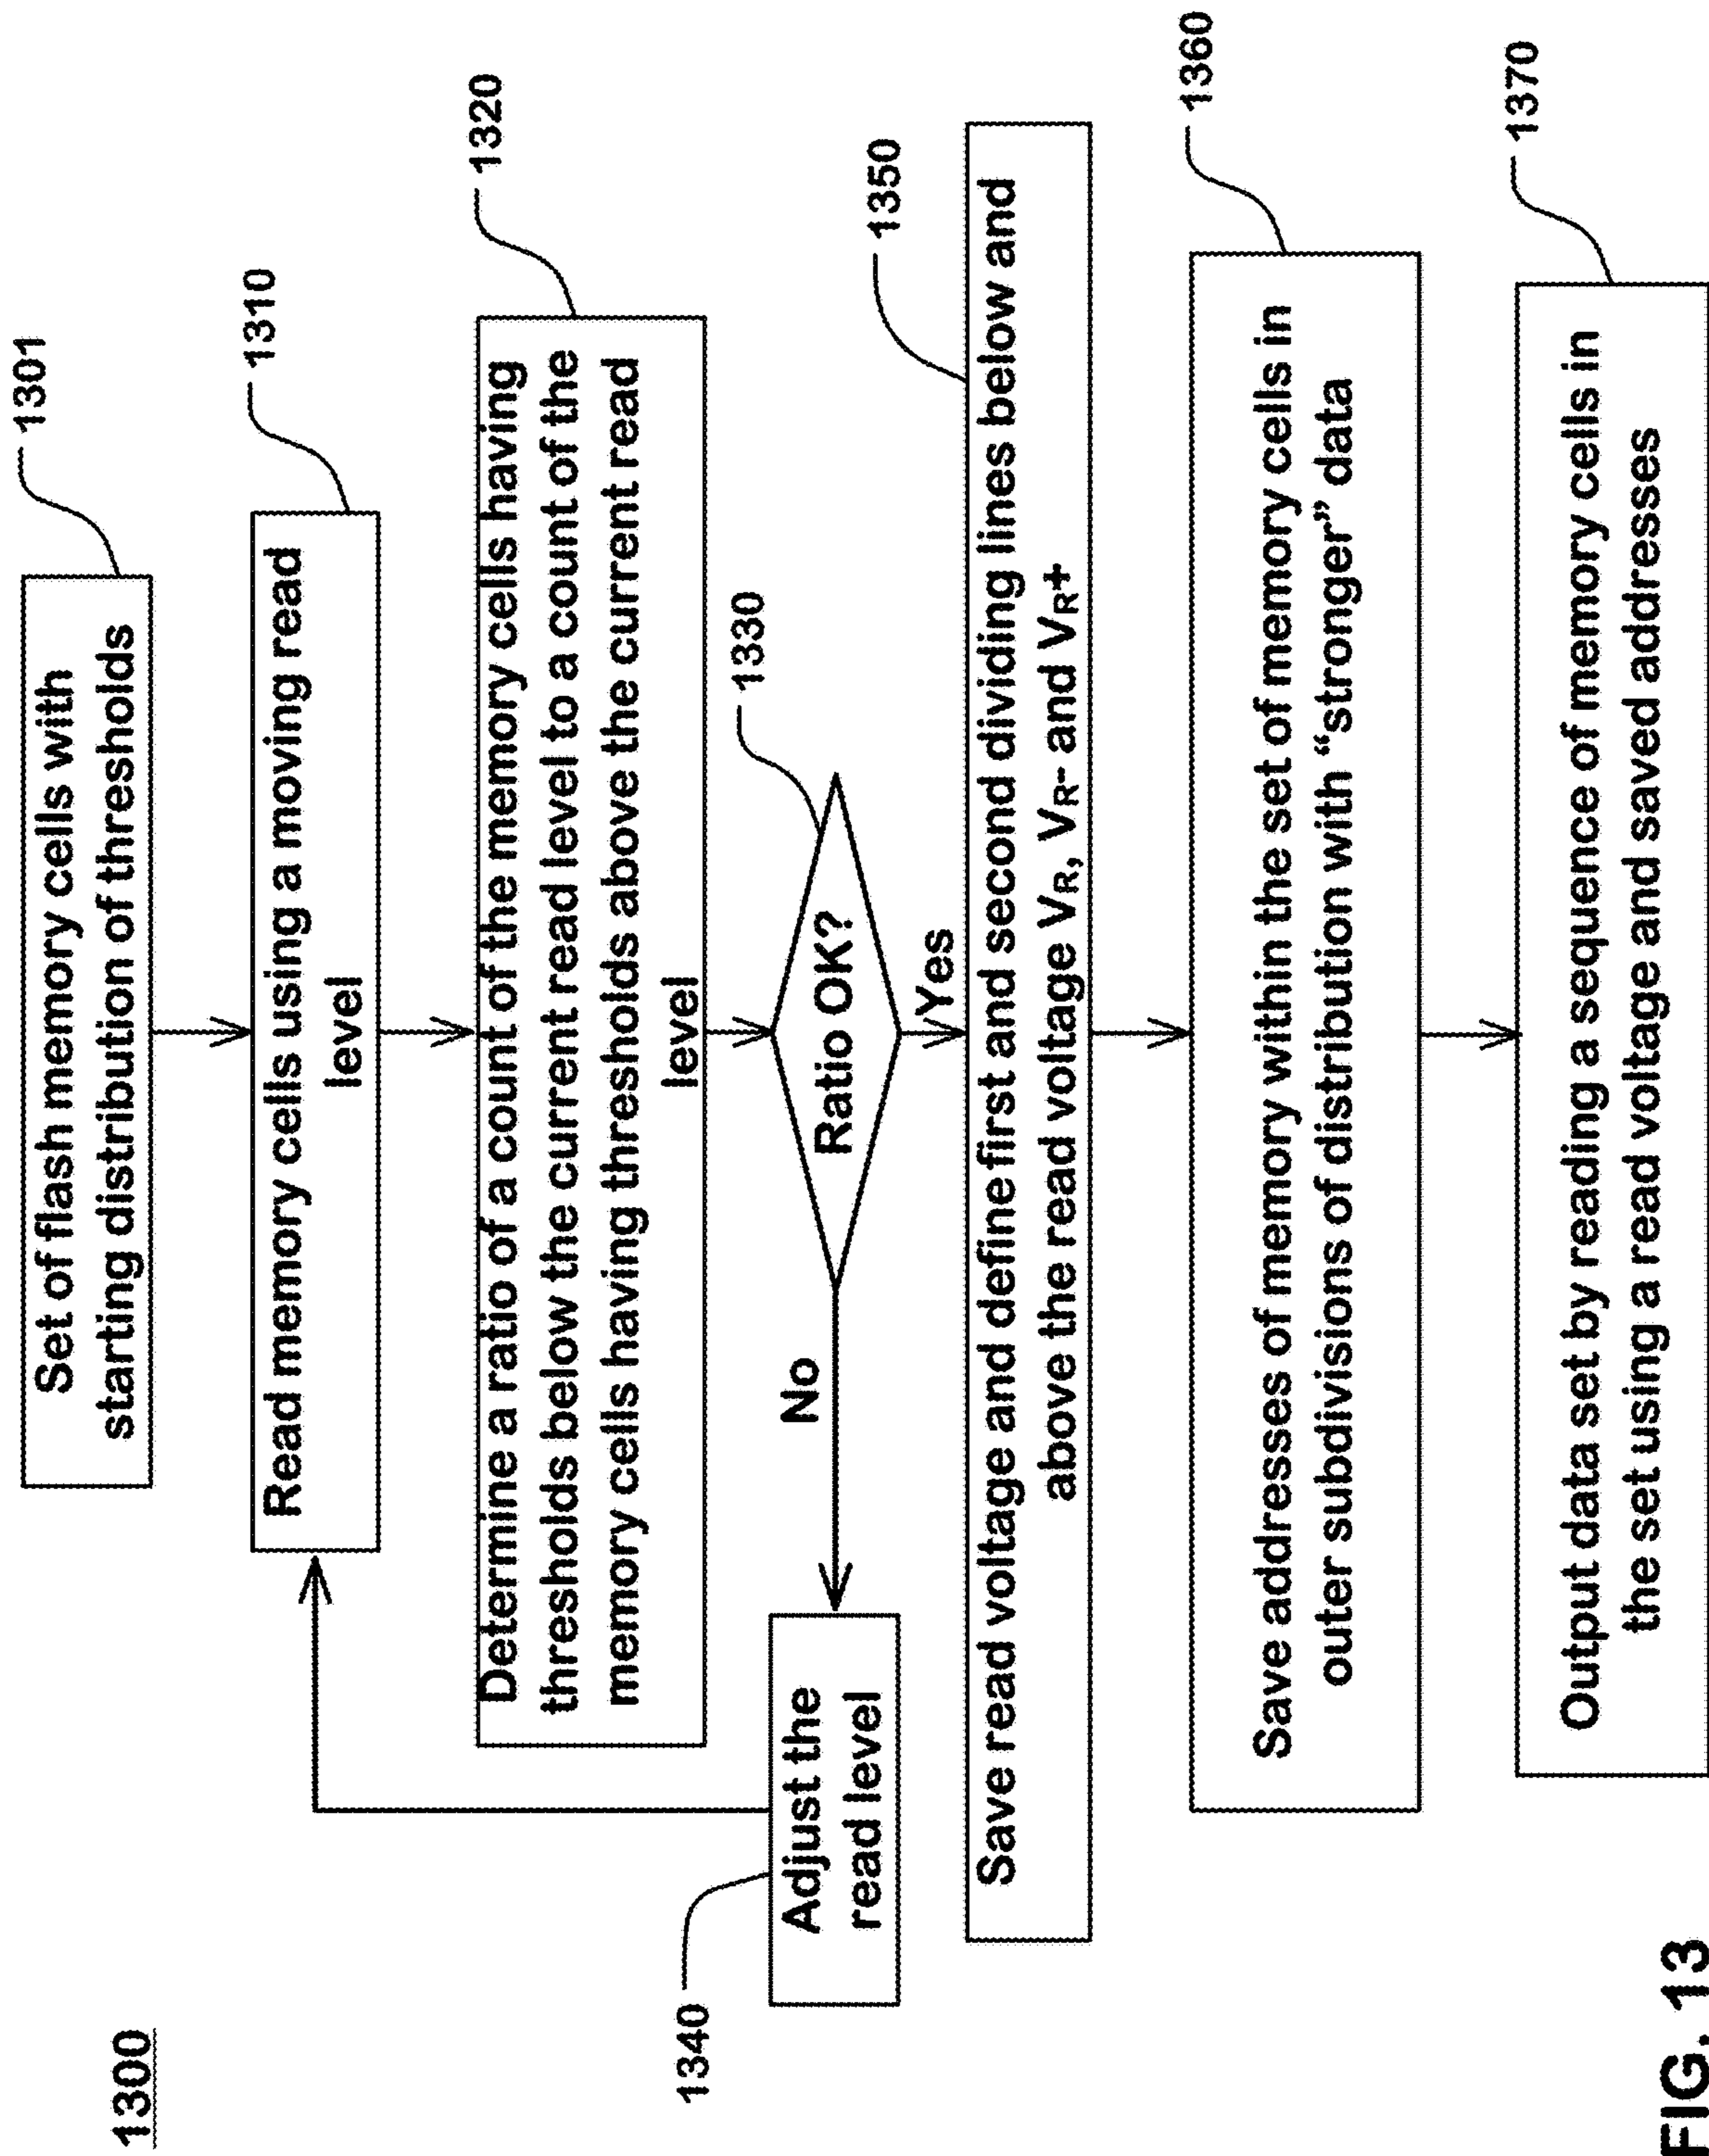 1300
Set of flash memory cells with
starting distribution of thresholds
1301
Read memory cells using a moving read
level
1310
Determine a ratio of a count of the memory cells having
thresholds below the current read level to a count of the
memory cells having thresholds above the current read
level
1320
Ratio OK?
1330
No
Yes
Adjust the
read level
1340
Save read voltage and define first and second dividing lines below and
above the read voltage VR, VR- and VR+
1350
Save addresses of memory within the set of memory cells in
outer subdivisions of distribution with “stronger” data
1360
Output data set by reading a sequence of memory cells in
the set using a read voltage and saved addresses
1370
FIG. 13